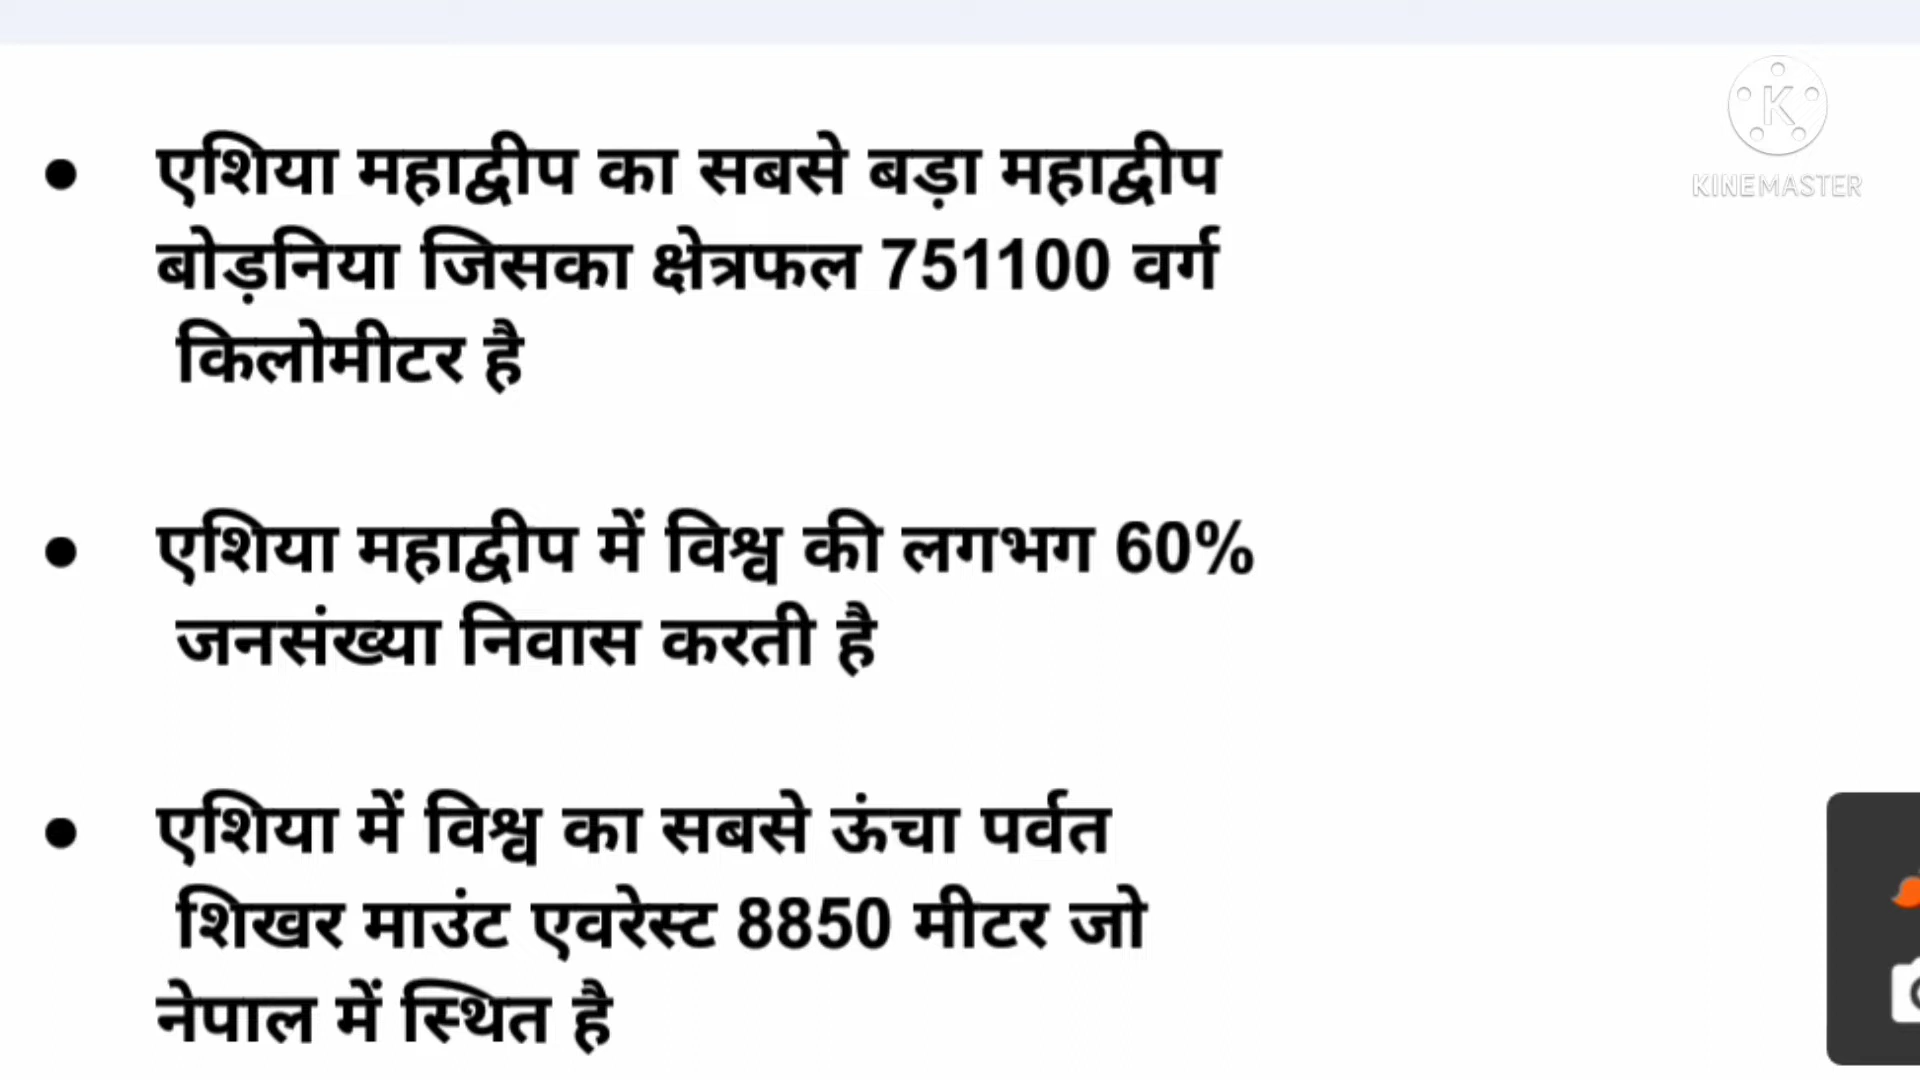 एशिया महाद्वीप का सबसे बड़ा महाद्वीप
बोड़निया जिसका क्षेत्रफल 751100 वर्ग
किलोमीटर है
एशिया महाद्वीप में विश्व की लगभग 60%
जनसंख्या निवास करती है
एशिया में विश्व का सबसे ऊंचा पर्वत
शिखर माउंट एवरेस्ट 8850 मीटर जो
नेपाल में स्थित है
K
KINEMASTER